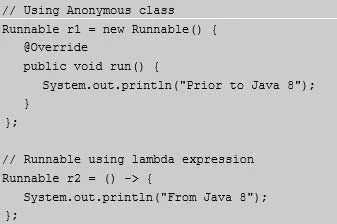 // Using Anonymous class
Runnable r1 = new Runnable() {
    @Override
    public void run() {
        System.out.println("Prior to Java 8");
    }
};

// Runnable using lambda expression
Runnable r2 = () -> {
    System.out.println("From Java 8");
};